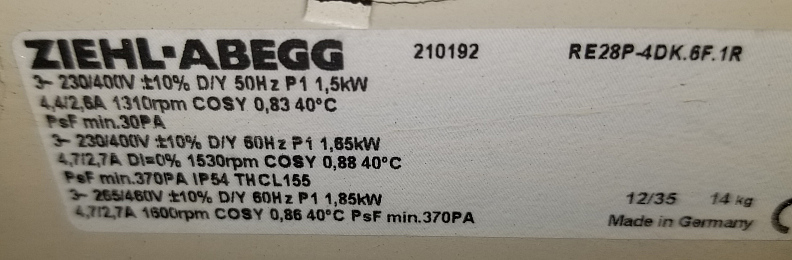 ZIEHL-ABEGG 210192 RE28P-4DK.6F.1R
3~ 230/400V ±10% D/Y 50Hz P1 1,5kW
4,4/2,6A 1310rpm COSY 0,83 40°C
PsF min.30PA
3~ 230/400V ±10% D/Y 60Hz P1 1,65kW
4,7/2,7A DI=0% 1530rpm COSY 0,88 40°C
PsF min.370PA IP54 THCL155
3~ 265/460V ±10% D/Y 60Hz P1 1,85kW
4,7/2,7A 1600rpm COSY 0,86 40°C PsF min.370PA
12/35 14 kg
Made in Germany